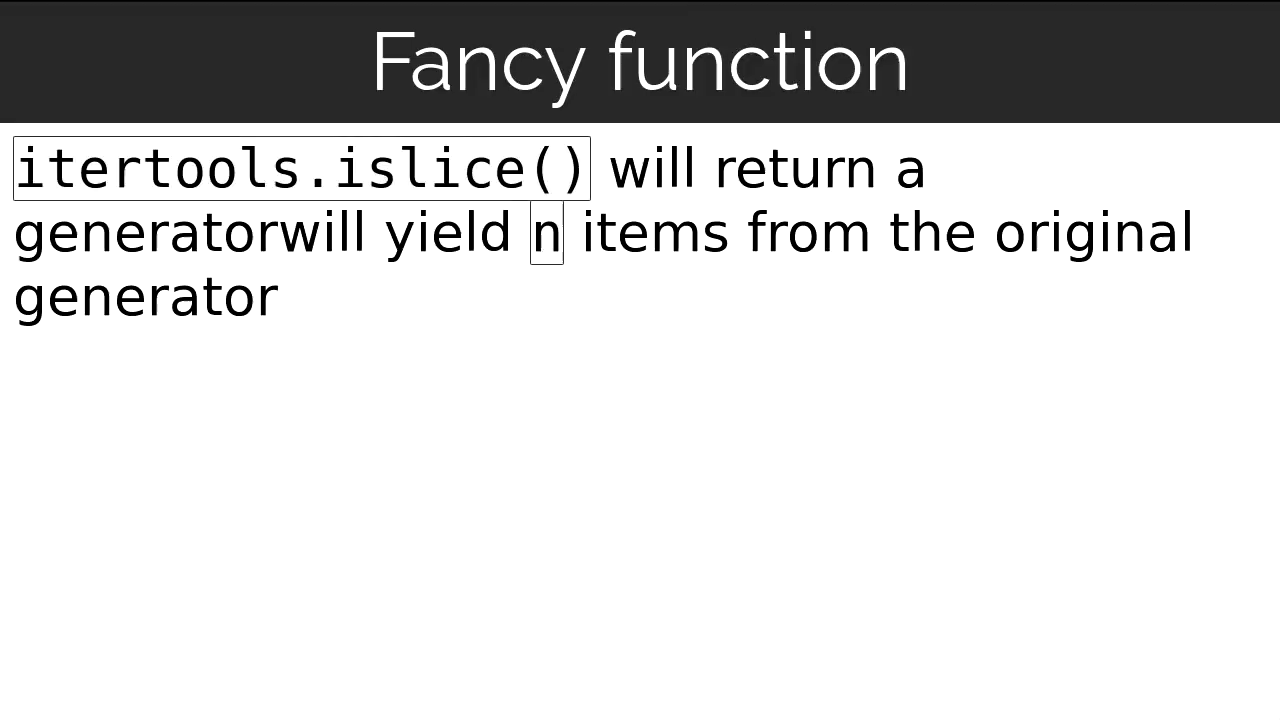 Fancy function
itertools.islice() will return a
generatorwill yield n items from the original
generator